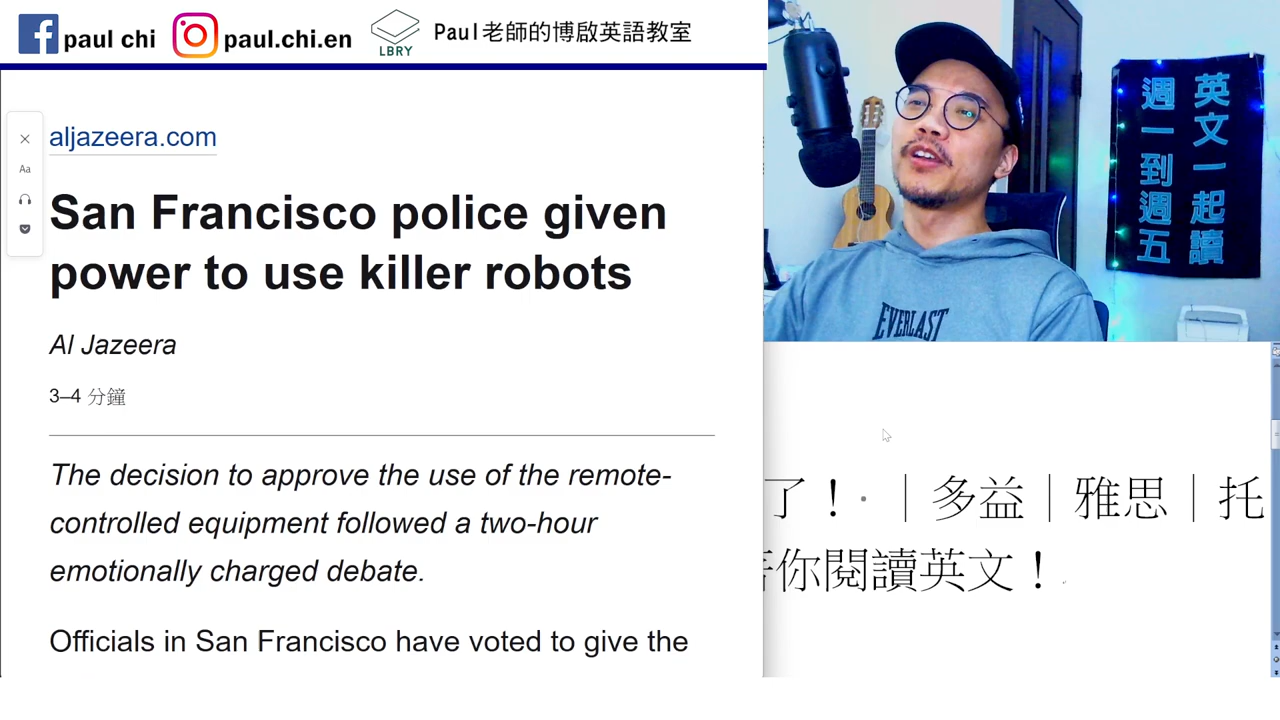 paul chi
paul.chi.en
LBRY
Paul老師的博啟英語教室
aljazeera.com
Aa
San Francisco police given
power to use killer robots
Al Jazeera
3–4 分鐘
The decision to approve the use of the remote-
controlled equipment followed a two-hour
emotionally charged debate.
Officials in San Francisco have voted to give the
EVERLAST
英文一起讀
週一到週五
了！｜多益｜雅思｜托
你閱讀英文！